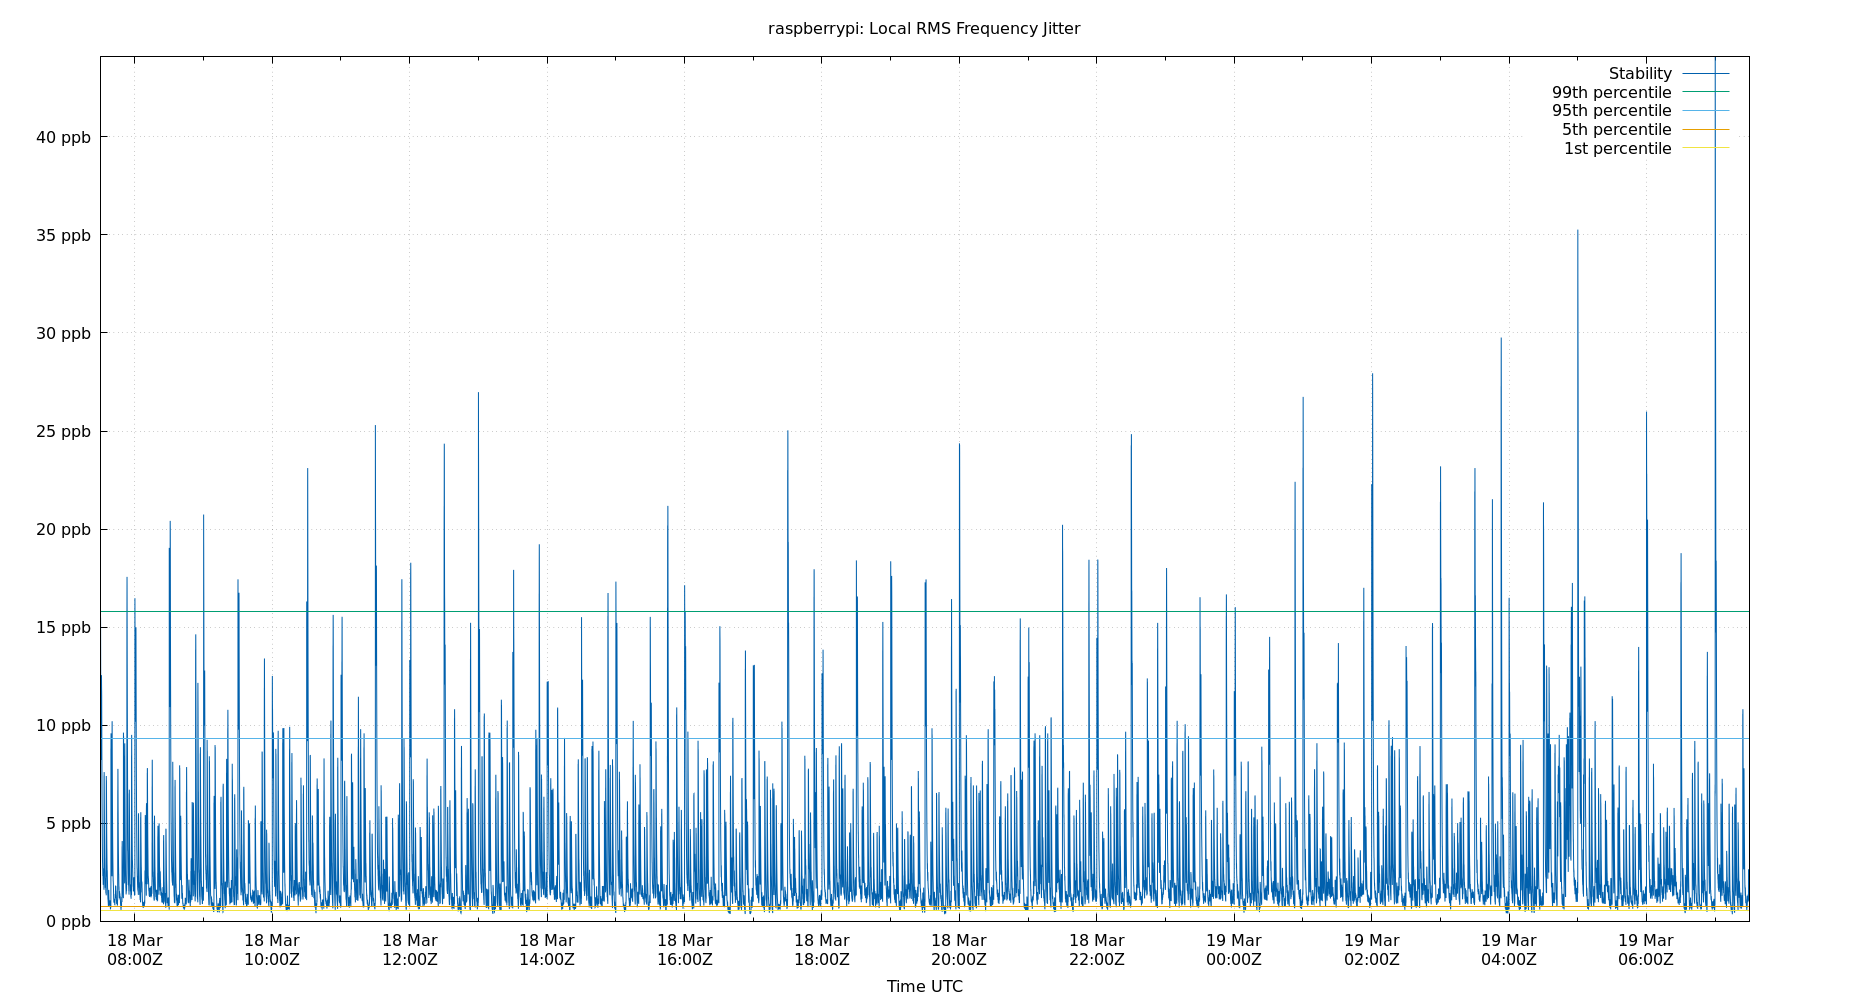 raspberrypi: Local RMS Frequency Jitter
Stability
99th percentile
95th percentile
5th percentile
1st percentile
40 ppb
35 ppb
30 ppb
25 ppb
20 ppb
15 ppb
10 ppb
5 ppb
0 ppb
18 Mar 18 Mar 18 Mar 18 Mar 18 Mar 18 Mar 18 Mar 18 Mar 19 Mar 19 Mar 19 Mar 19 Mar
08:00Z 10:00Z 12:00Z 14:00Z 16:00Z 18:00Z 20:00Z 22:00Z 00:00Z 02:00Z 04:00Z 06:00Z
Time UTC